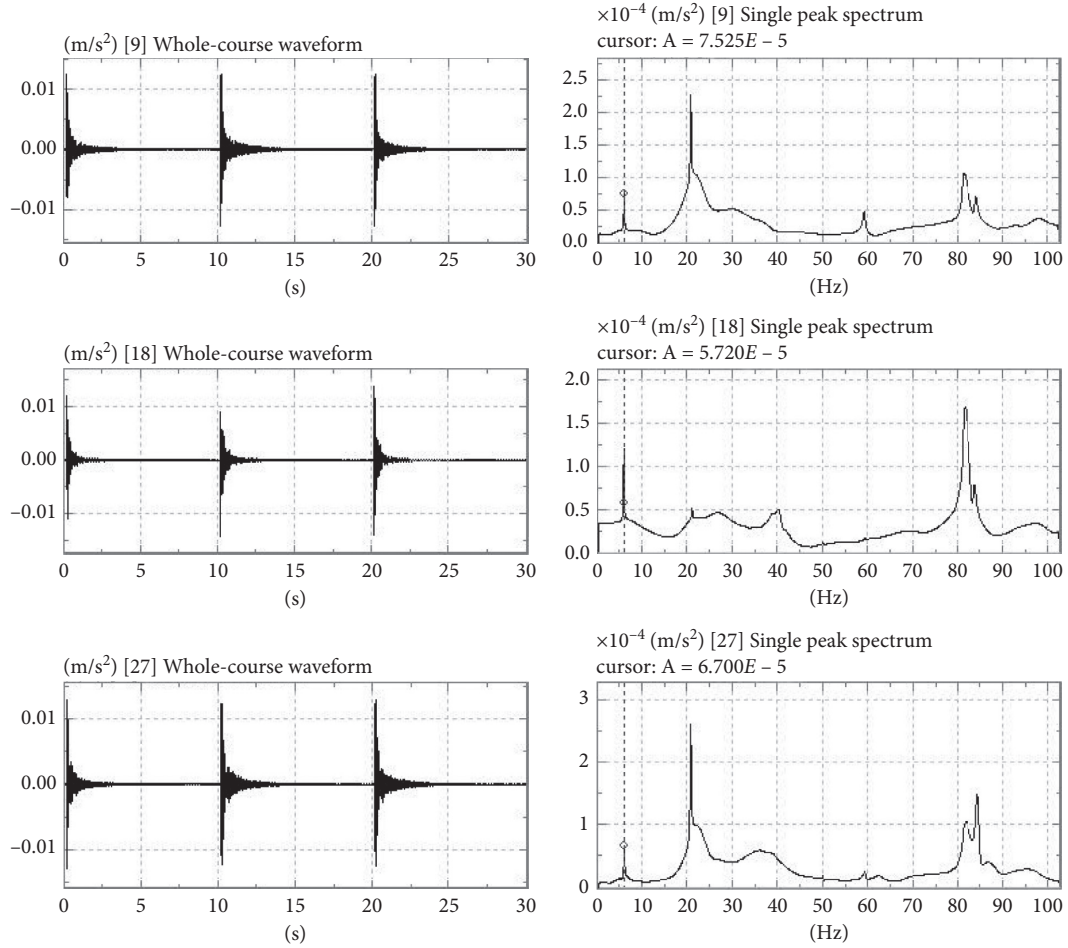 (m/s²) [9] Whole-course waveform
0.01
0.00
−0.01
0 5 10 15 20 25 30
(s)
×10⁻⁴ (m/s²) [9] Single peak spectrum
cursor: A = 7.525E – 5
2.5
2.0
1.5
1.0
0.5
0.0
0 10 20 30 40 50 60 70 80 90 100
(Hz)
(m/s²) [18] Whole-course waveform
0.01
0.00
−0.01
0 5 10 15 20 25 30
(s)
×10⁻⁴ (m/s²) [18] Single peak spectrum
cursor: A = 5.720E – 5
2.0
1.5
1.0
0.5
0.0
0 10 20 30 40 50 60 70 80 90 100
(Hz)
(m/s²) [27] Whole-course waveform
0.01
0.00
−0.01
0 5 10 15 20 25 30
(s)
×10⁻⁴ (m/s²) [27] Single peak spectrum
cursor: A = 6.700E – 5
3
2
1
0
0 10 20 30 40 50 60 70 80 90 100
(Hz)